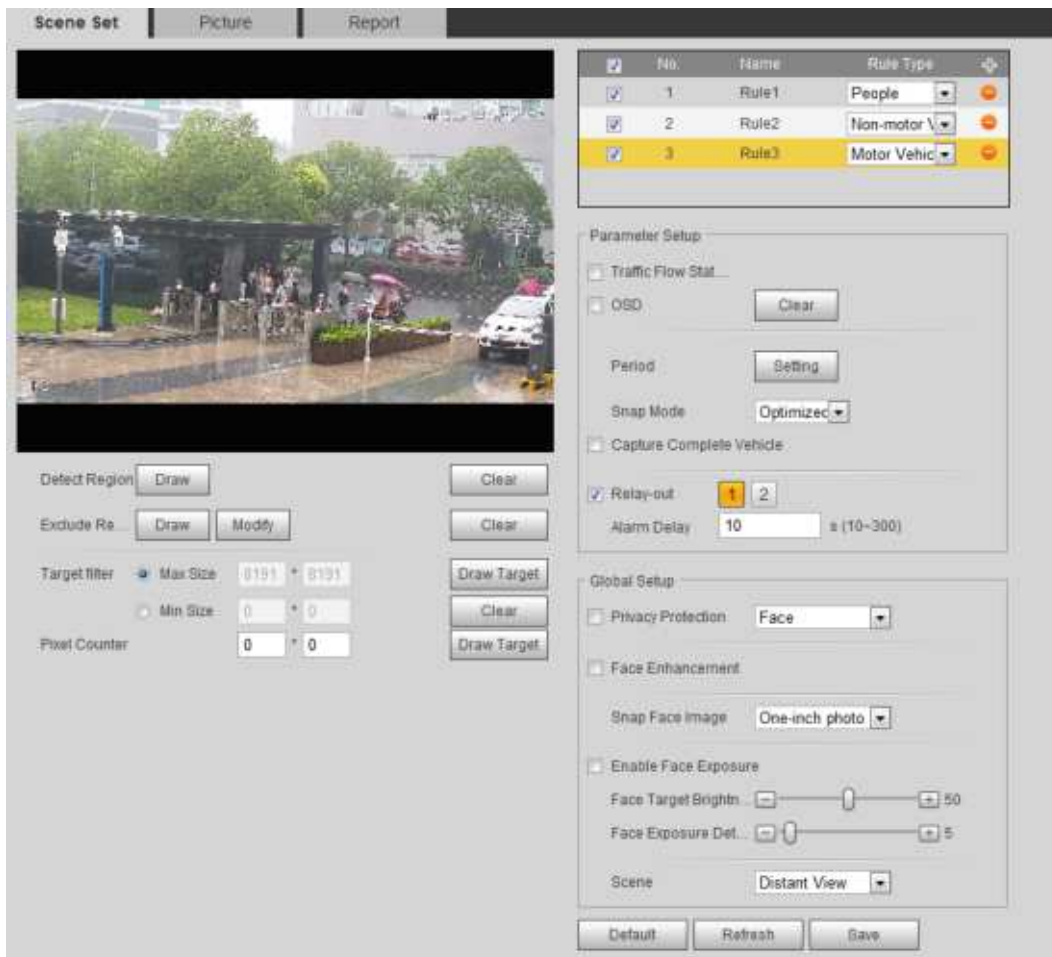 Scene Set Picture Report
No. Name Rule Type
1 Rule1 People
2 Rule2 Non-motor V
3 Rule3 Motor Vehic
Parameter Setup
Traffic Flow Stat...
OSD Clear
Period Setting
Snap Mode Optimized
Capture Complete Vehicle
Relay-out 1 2
Alarm Delay 10 s (10~300)
Detect Region Draw Clear
Exclude Re... Draw Modify Clear
Target filter Max Size 8191 * 8191 Draw Target
Min Size 0 * 0 Clear
Pixel Counter 0 * 0 Draw Target
Global Setup
Privacy Protection Face
Face Enhancement
Snap Face Image One-inch photo
Enable Face Exposure
Face Target Brightn... 50
Face Exposure Det... 5
Scene Distant View
Default Refresh Save